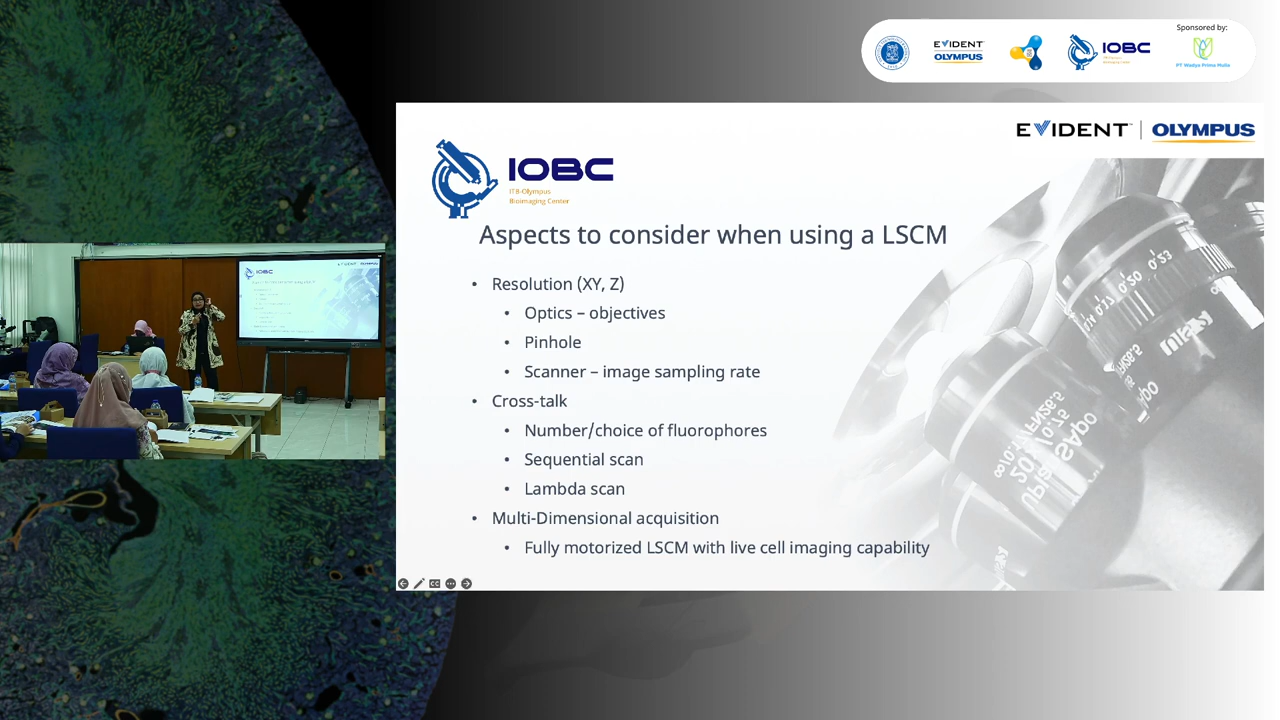 Sponsored by:
EVIDENT
OLYMPUS
IOBC
PT Wadya Prima Mulia
EVIDENT™ | OLYMPUS
IOBC
ITB-Olympus
Bioimaging Center
Aspects to consider when using a LSCM
• Resolution (XY, Z)
• Optics – objectives
• Pinhole
• Scanner – image sampling rate
• Cross-talk
• Number/choice of fluorophores
• Sequential scan
• Lambda scan
• Multi-Dimensional acquisition
• Fully motorized LSCM with live cell imaging capability